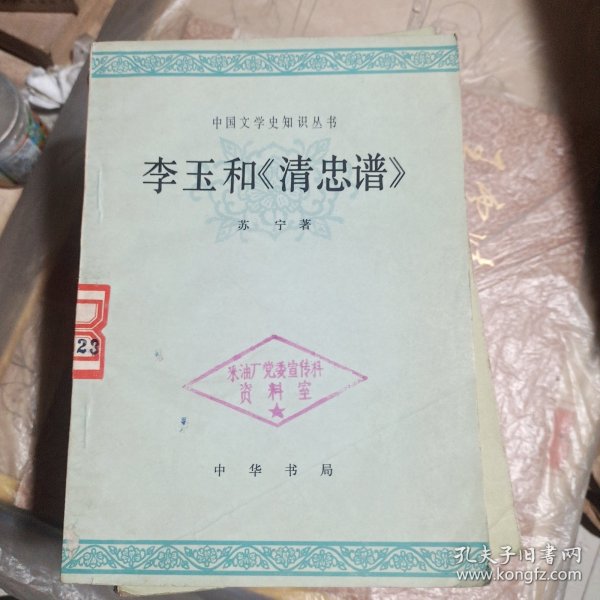 中国文学史知识丛书
李玉和《清忠谱》
苏宁著
23
米油厂党委宣传科
资料室
中华书局
孔夫子旧书网
www.kongfz.com